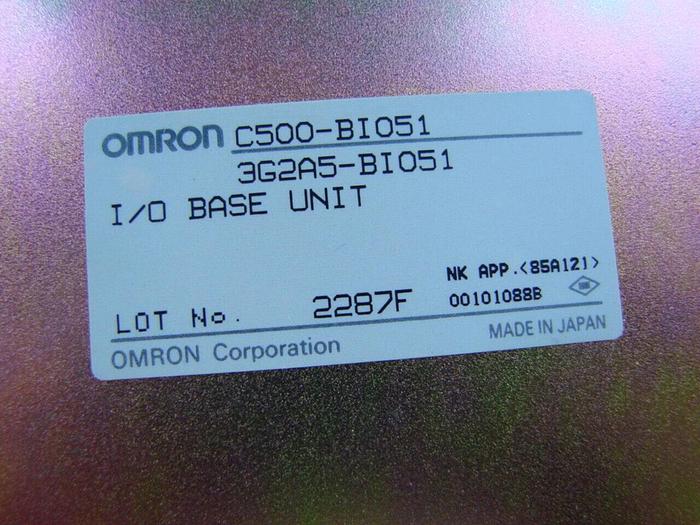 OMRON C500-BI051
3G2A5-BI051
I/O BASE UNIT
NK APP.<85A121>
LOT No. 2287F 00101088B
OMRON Corporation MADE IN JAPAN